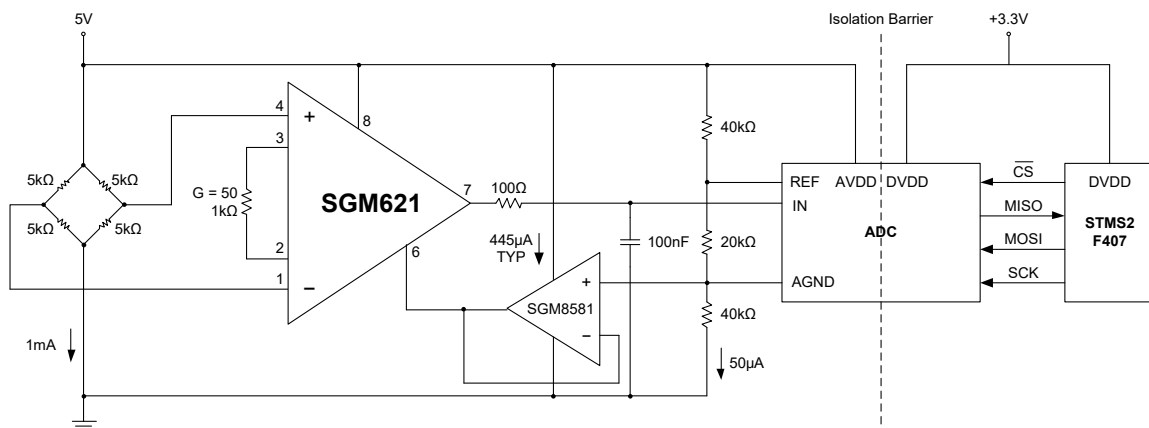 5V
Isolation Barrier
+3.3V
4
+
8
3
40kΩ
5kΩ
5kΩ
G = 50
1kΩ
SGM621
7
100Ω
REF
AVDD
DVDD
CS
DVDD
IN
MISO
STMS2
F407
5kΩ
5kΩ
2
6
445µA
TYP
100nF
20kΩ
ADC
MOSI
1
−
+
SGM8581
−
AGND
SCK
40kΩ
1mA
50µA